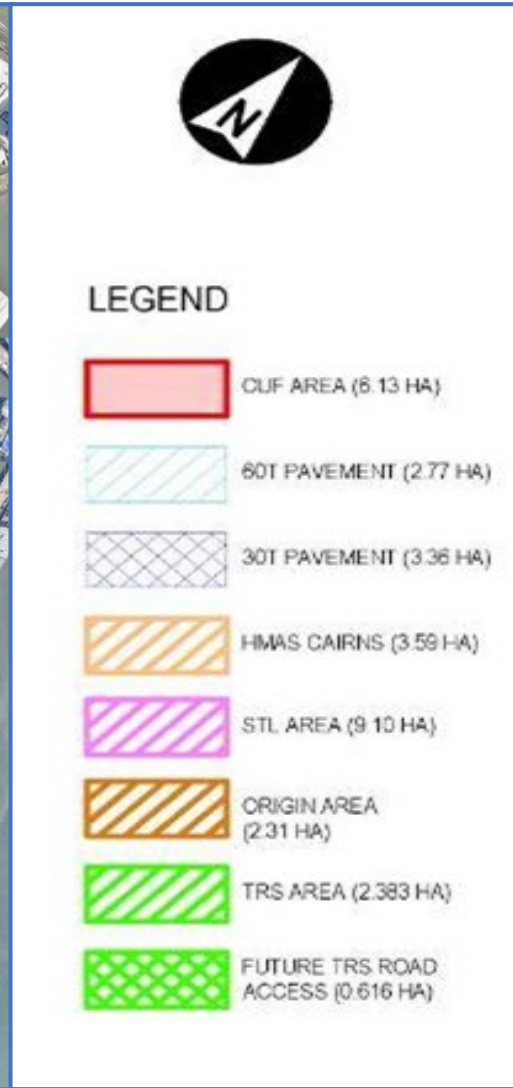 N
LEGEND
CUF AREA (6.13 HA)
60T PAVEMENT (2.77 HA)
30T PAVEMENT (3.36 HA)
HMAS CAIRNS (3.59 HA)
STL AREA (9.10 HA)
ORIGIN AREA
(2.31 HA)
TRS AREA (2.383 HA)
FUTURE TRS ROAD
ACCESS (0.616 HA)